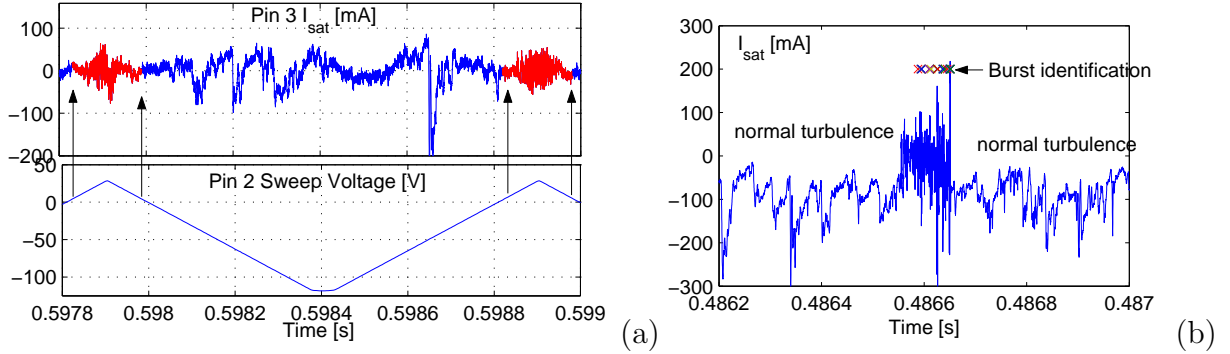 Pin 3 I_sat [mA]
100
0
−100
−200
50
Pin 2 Sweep Voltage [V]
0
−50
−100
0.5978 0.598 0.5982 0.5984 0.5986 0.5988 0.599
Time [s]
(a)
300
I_sat [mA]
200
Burst identification
100
normal turbulence
normal turbulence
0
−100
−200
−300
0.4862 0.4864 0.4866 0.4868 0.487
Time [s]
(b)